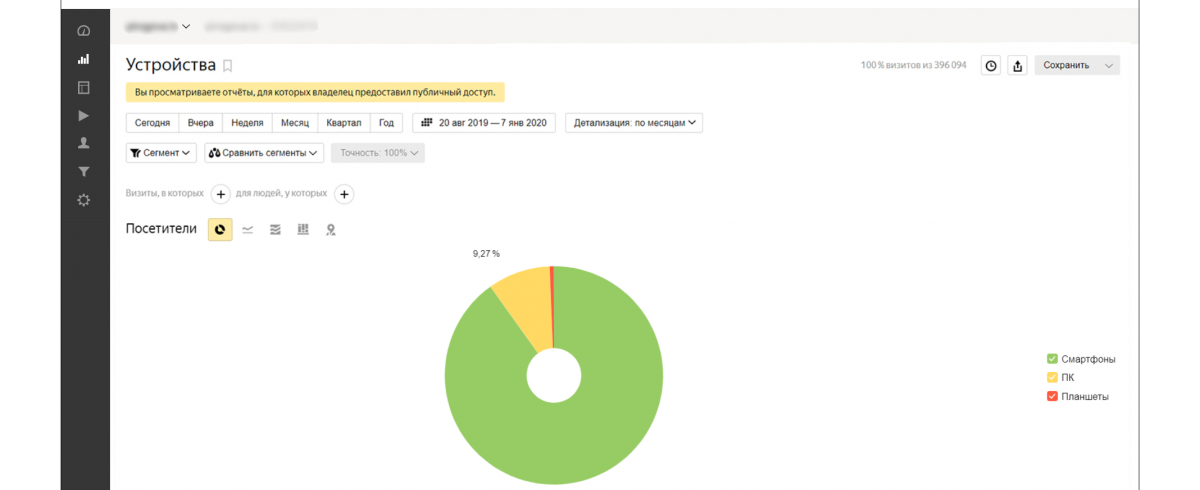 Устройства
100 % визитов из 396 094
Сохранить
Вы просматриваете отчёты, для которых владелец предоставил публичный доступ.
Сегодня Вчера Неделя Месяц Квартал Год 20 авг 2019 — 7 янв 2020 Детализация: по месяцам
Сегмент Сравнить сегменты Точность: 100%
Визиты, в которых + для людей, у которых +
Посетители
9,27 %
Смартфоны
ПК
Планшеты